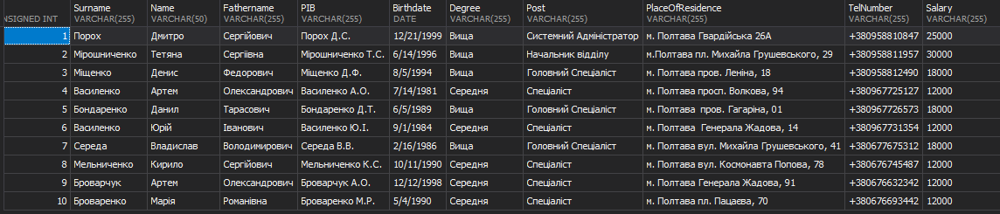 NSIGNED INT Surname VARCHAR(255) Name VARCHAR(50) Fathername VARCHAR(255) PIB VARCHAR(255) Birthdate DATE Degree VARCHAR(255) Post VARCHAR(255) PlaceOfResidence VARCHAR(255) TelNumber VARCHAR(255) Salary VARCHAR(255)
1 Порох Дмитро Сергійович Порох Д.С. 12/21/1999 Вища Системний Адміністратор м. Полтава Гвардійська 26А +380958810847 25000
2 Мірошниченко Тетяна Сергіївна Мірошниченко Т.С. 6/14/1996 Вища Начальник відділу м.Полтава пл. Михайла Грушевського, 29 +380958811957 30000
3 Міщенко Денис Федорович Міщенко Д.Ф. 8/5/1994 Вища Головний Спеціаліст м. Полтава пров. Леніна, 18 +380958812490 18000
4 Василенко Артем Олександрович Василенко А.О. 7/14/1981 Середня Спеціаліст м. Полтава просп. Волкова, 94 +380967725127 12000
5 Бондаренко Данил Тарасович Бондаренко Д.Т. 6/5/1989 Вища Головний Спеціаліст м. Полтава пров. Гагаріна, 01 +380967726573 18000
6 Василенко Юрій Іванович Василенко Ю.І. 9/1/1984 Середня Спеціаліст м. Полтава Генерала Жадова, 14 +380967731354 12000
7 Середа Владислав Володимирович Середа В.В. 2/16/1986 Вища Головний Спеціаліст м. Полтава вул. Михайла Грушевського, 41 +380677675312 18000
8 Мельниченко Кирило Сергійович Мельниченко К.С. 10/11/1990 Середня Спеціаліст м. Полтава вул. Космонавта Попова, 78 +380676745487 12000
9 Броварчук Артем Олександрович Броварчук А.О. 12/12/1998 Середня Спеціаліст м. Полтава Генерала Жадова, 91 +380676632342 12000
10 Броваренко Марія Романівна Броваренко М.Р. 5/4/1990 Середня Спеціаліст м. Полтава пл. Пацаєва, 70 +380676693442 12000